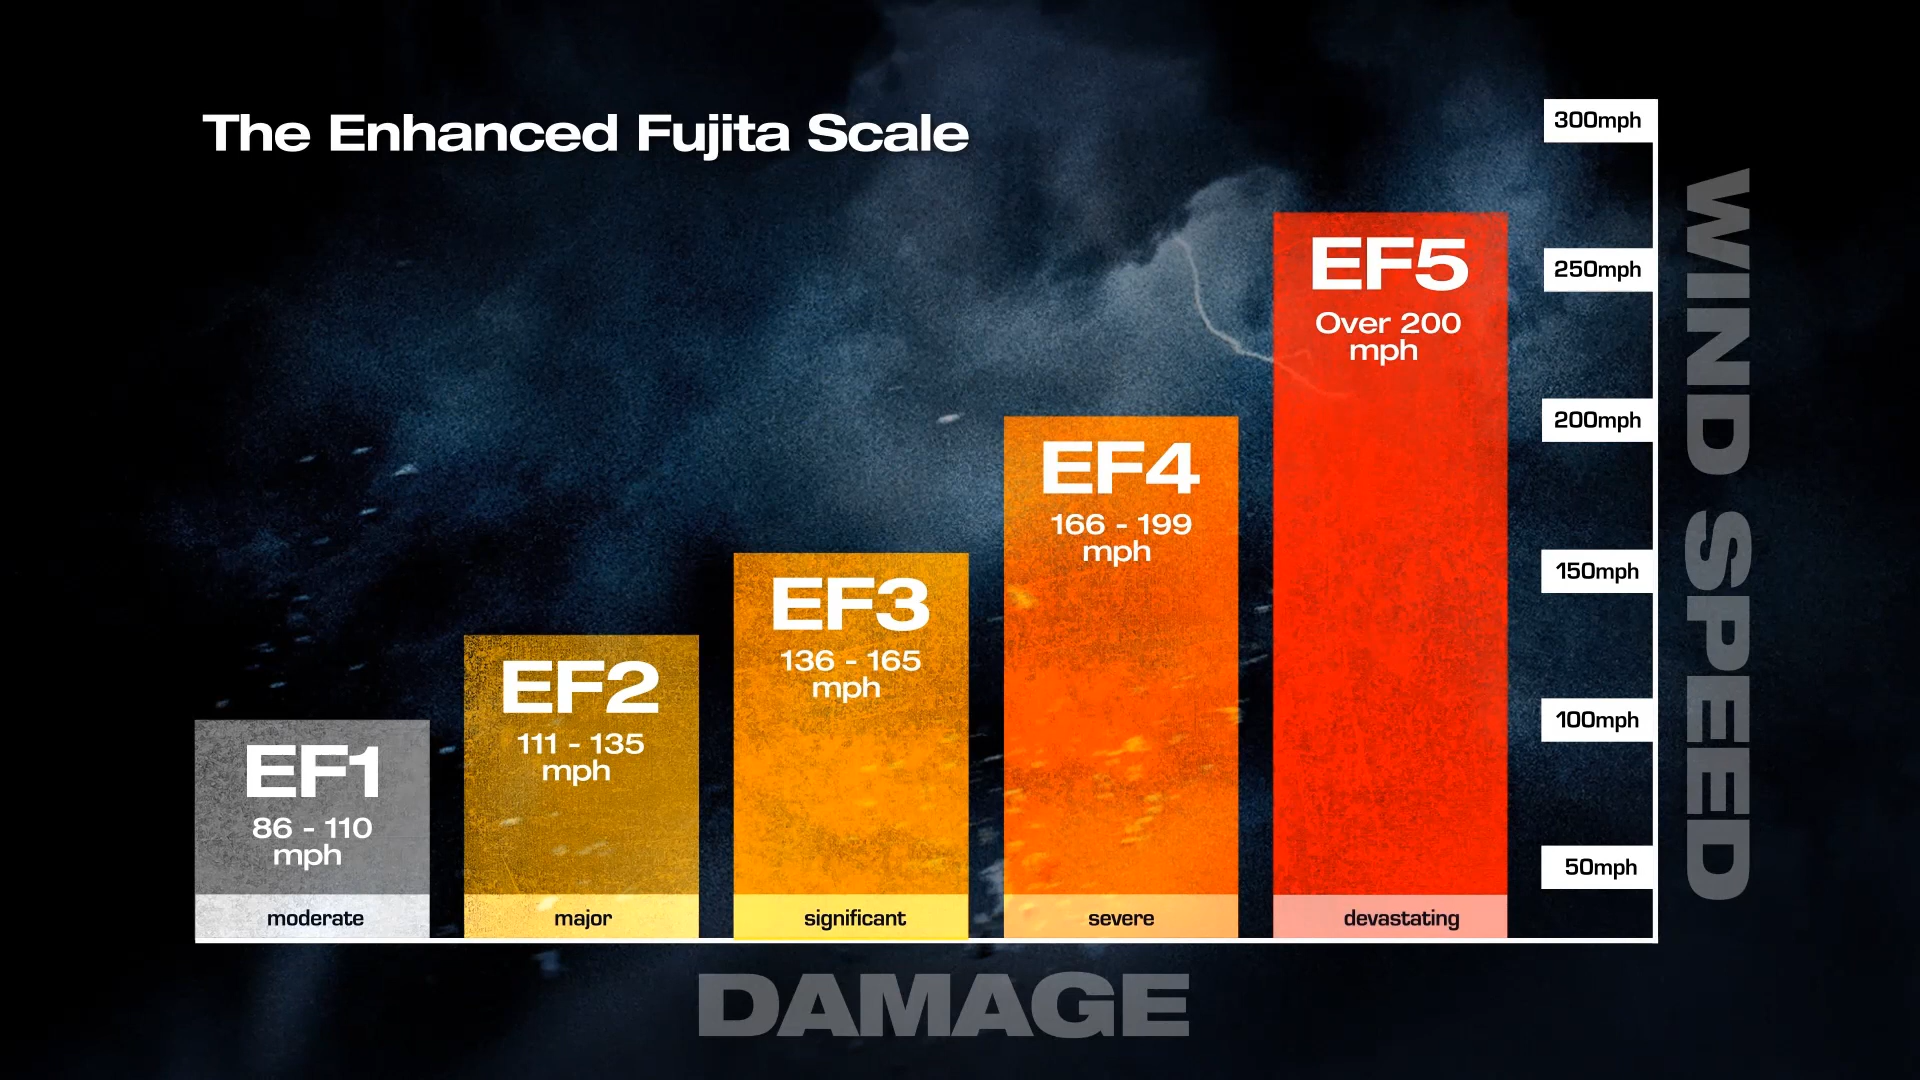 The Enhanced Fujita Scale
EF1
86 - 110
mph
moderate
EF2
111 - 135
mph
major
EF3
136 - 165
mph
significant
EF4
166 - 199
mph
severe
EF5
Over 200
mph
devastating
300mph
250mph
200mph
150mph
100mph
50mph
WIND SPEED
DAMAGE